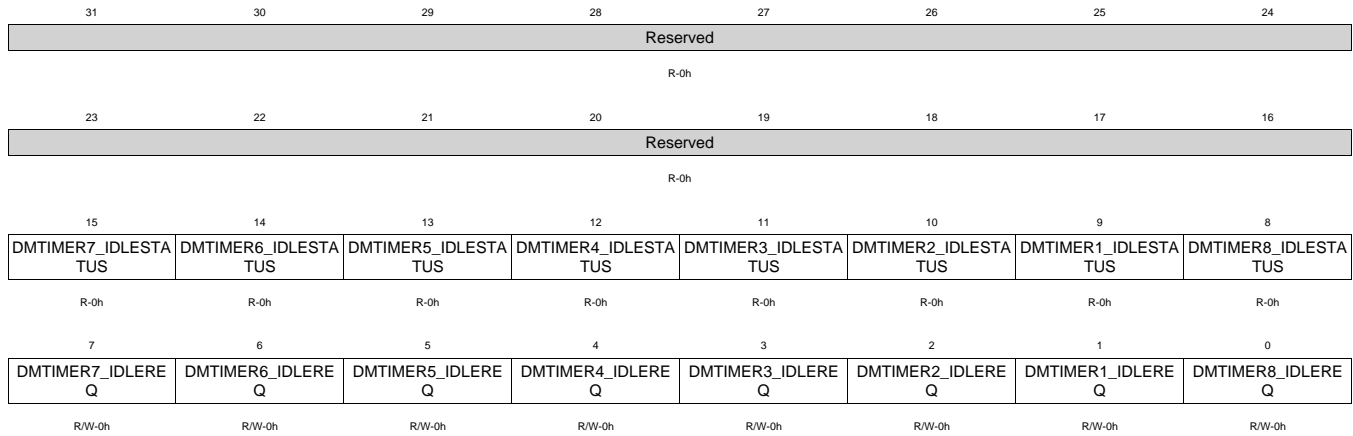 31 30 29 28 27 26 25 24
Reserved
R-0h
23 22 21 20 19 18 17 16
Reserved
R-0h
15 14 13 12 11 10 9 8
DMTIMER7_IDLESTA DMTIMER6_IDLESTA DMTIMER5_IDLESTA DMTIMER4_IDLESTA DMTIMER3_IDLESTA DMTIMER2_IDLESTA DMTIMER1_IDLESTA DMTIMER8_IDLESTA
TUS TUS TUS TUS TUS TUS TUS TUS
R-0h R-0h R-0h R-0h R-0h R-0h R-0h R-0h
7 6 5 4 3 2 1 0
DMTIMER7_IDLERE DMTIMER6_IDLERE DMTIMER5_IDLERE DMTIMER4_IDLERE DMTIMER3_IDLERE DMTIMER2_IDLERE DMTIMER1_IDLERE DMTIMER8_IDLERE
Q Q Q Q Q Q Q Q
R/W-0h R/W-0h R/W-0h R/W-0h R/W-0h R/W-0h R/W-0h R/W-0h